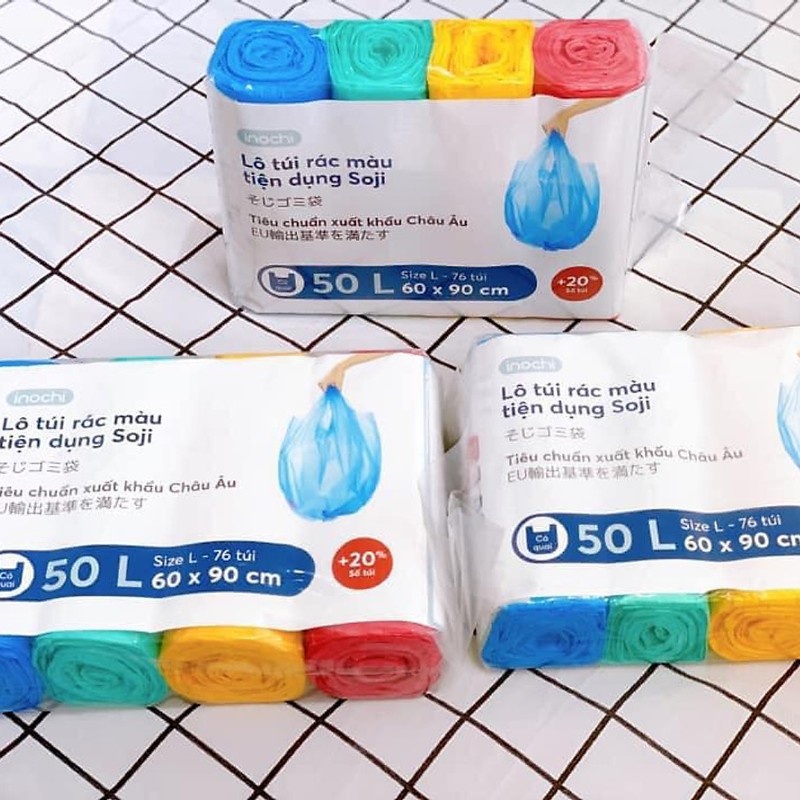 inochi
Lô túi rác màu
tiện dụng Soji
そじゴミ袋
Tiêu chuẩn xuất khẩu Châu Âu
EU輸出基準を満たす
Có quai
50 L
Size L - 76 túi
60 x 90 cm
+20%
Số túi
inochi
Lô túi rác màu
tiện dụng Soji
そじゴミ袋
Tiêu chuẩn xuất khẩu Châu Âu
U輸出基準を満たす
Có
quai
50 L
Size L - 76 túi
60 x 90 cm
+20%
Số túi
inochi
Lô túi rác màu
tiện dụng Soji
そじゴミ袋
Tiêu chuẩn xuất khẩu Châu Âu
EU輸出基準を満たす
Có
quai
50 L
Size L - 76 túi
60 x 90 cm